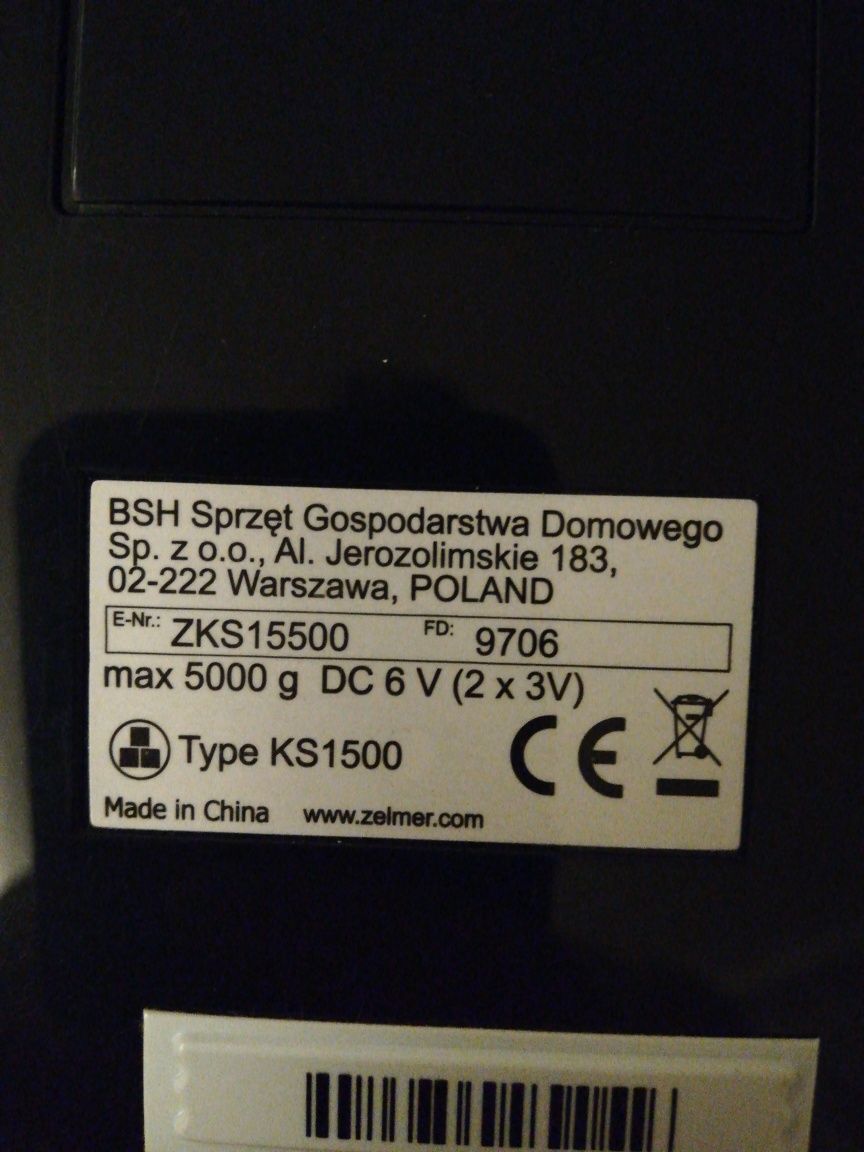 BSH Sprzęt Gospodarstwa Domowego
Sp. z o.o., Al. Jerozolimskie 183,
02-222 Warszawa, POLAND
E-Nr.: ZKS15500 FD: 9706
max 5000 g DC 6 V (2 x 3V)
Type KS1500 CE
Made in China www.zelmer.com